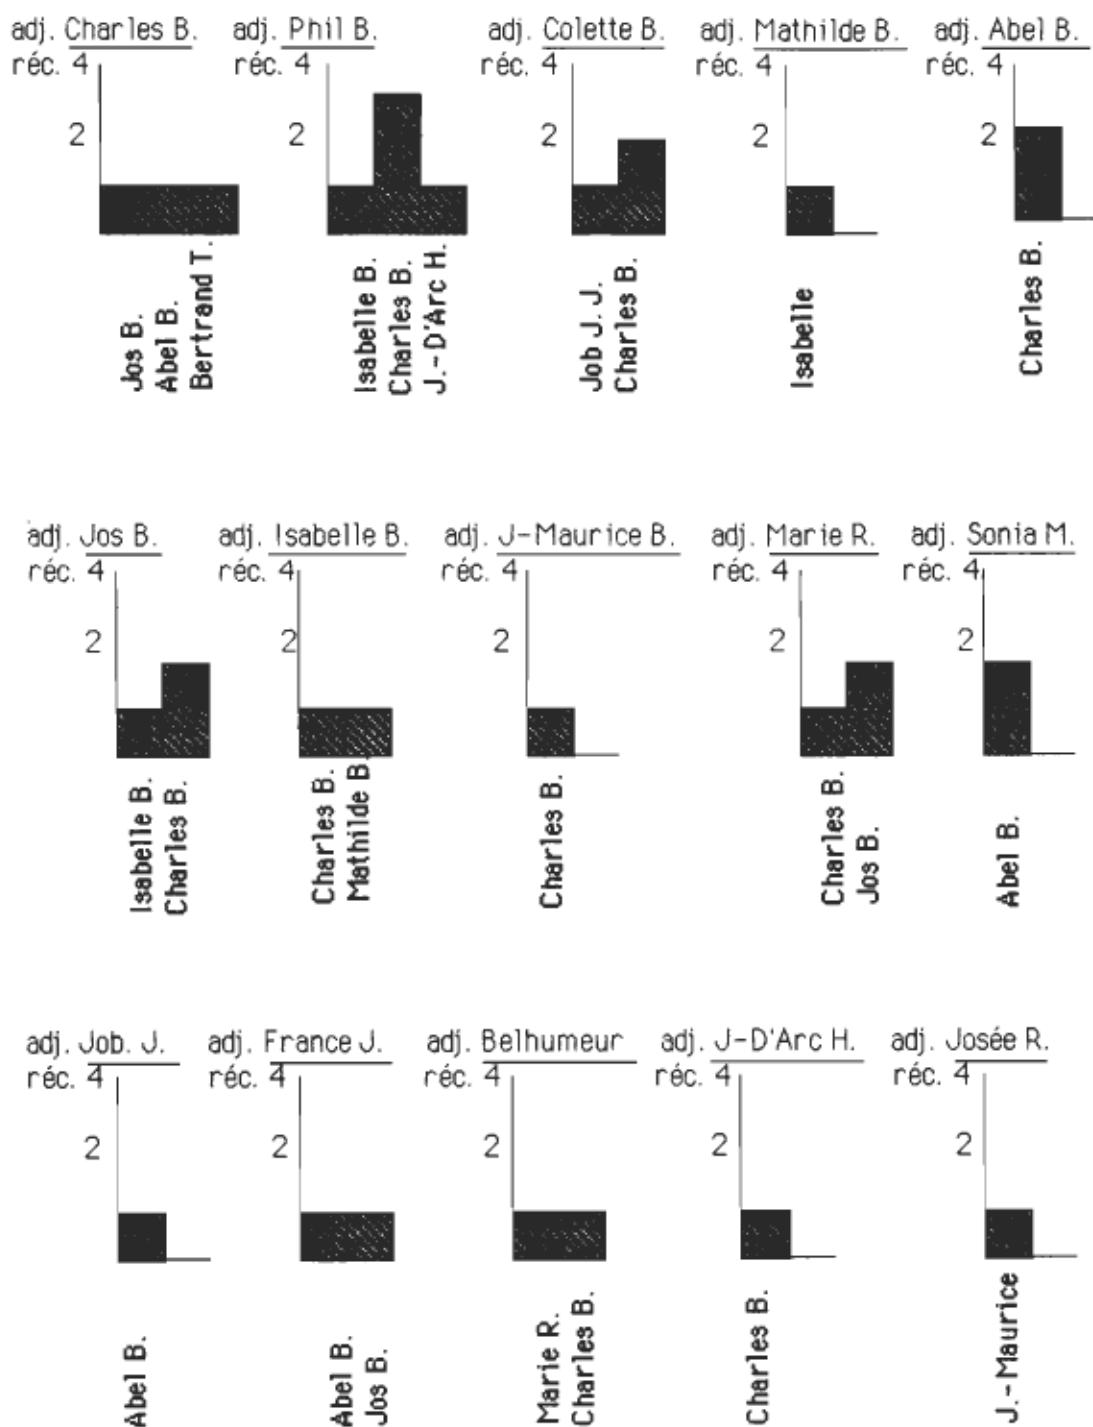 adj. Charles B.
réc. 4
2
Jos B.
Abel B.
Bertrand T.
adj. Phil B.
réc. 4
2
Isabelle B.
Charles B.
J.-D'Arc H.
adj. Colette B.
réc. 4
2
Job J. J.
Charles B.
adj. Mathilde B.
réc. 4
2
Isabelle
adj. Abel B.
réc. 4
2
Charles B.
adj. Jos B.
réc. 4
2
Isabelle B.
Charles B.
adj. Isabelle B.
réc. 4
2
Charles B.
Mathilde B.
adj. J-Maurice B.
réc. 4
2
Charles B.
adj. Marie R.
réc. 4
2
Charles B.
Jos B.
adj. Sonia M.
réc. 4
2
Abel B.
adj. Job. J.
réc. 4
2
Abel B.
adj. France J.
réc. 4
2
Abel B.
Jos B.
adj. Belhumeur
réc. 4
2
Marie R.
Charles B.
adj. J-D'Arc H.
réc. 4
2
Charles B.
adj. Josée R.
réc. 4
2
J.-Maurice